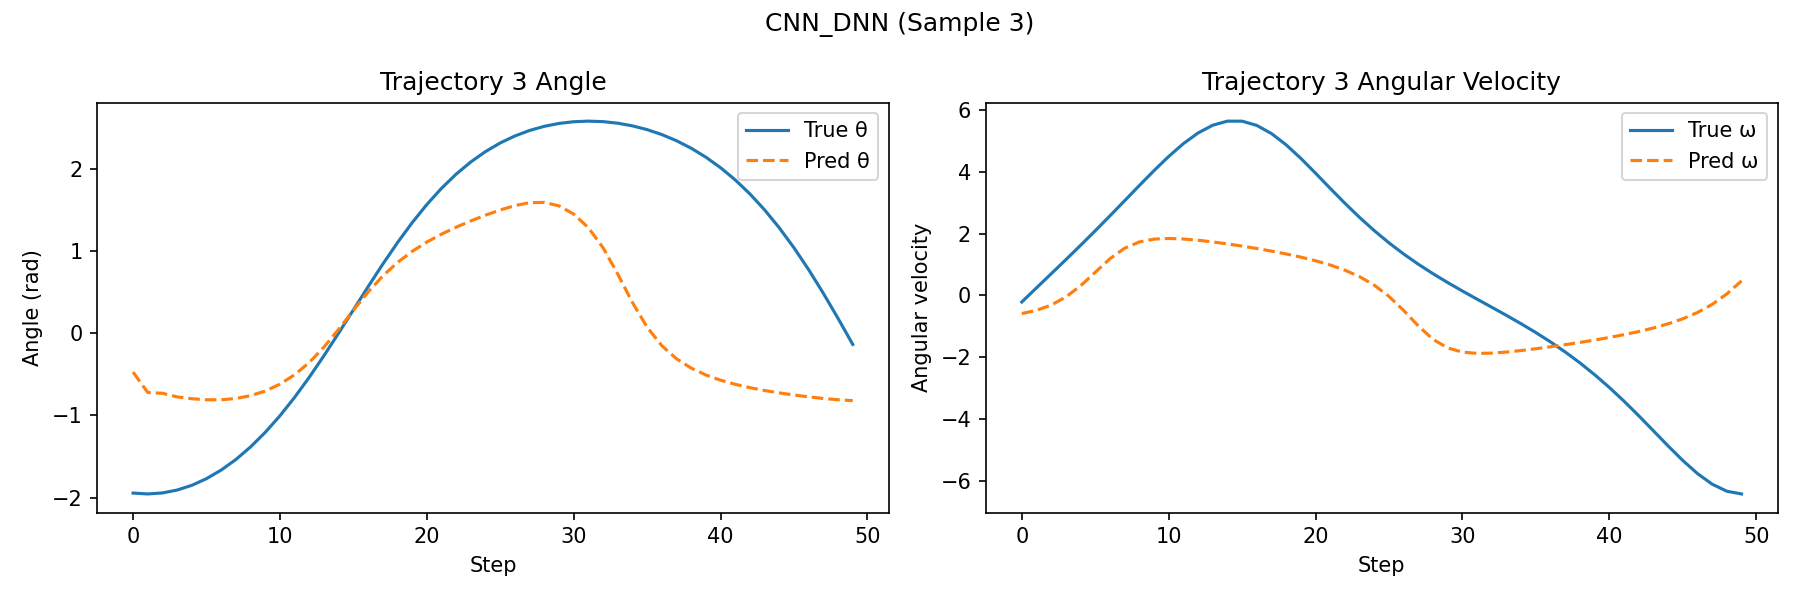 CNN_DNN (Sample 3)
Trajectory 3 Angle
True θ
Pred θ
2
1
0
−1
−2
Angle (rad)
0 10 20 30 40 50
Step
Trajectory 3 Angular Velocity
True ω
Pred ω
6
4
2
0
−2
−4
−6
Angular velocity
0 10 20 30 40 50
Step